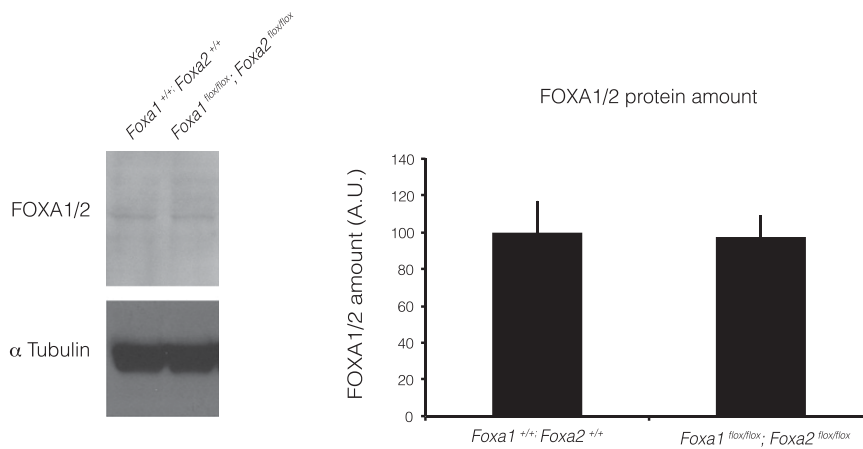 Foxa1 +/+; Foxa2 +/+
Foxa1 flox/flox; Foxa2 flox/flox
FOXA1/2
α Tubulin
FOXA1/2 protein amount
FOXA1/2 amount (A.U.)
140
120
100
80
60
40
20
0
Foxa1 +/+; Foxa2 +/+
Foxa1 flox/flox; Foxa2 flox/flox